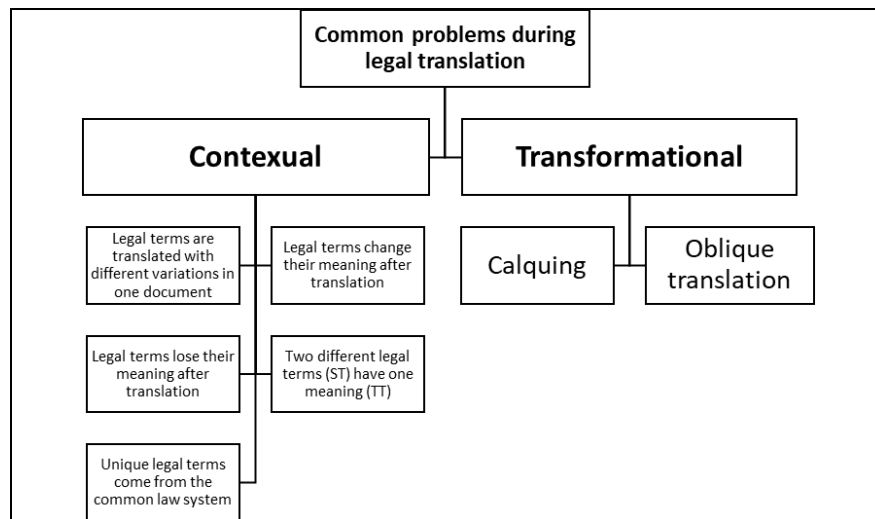 Common problems during
legal translation
Contexual
Transformational
Legal terms are
translated with
different variations in
one document
Legal terms change
their meaning after
translation
Calquing
Oblique
translation
Legal terms lose their
meaning after
translation
Two different legal
terms (ST) have one
meaning (TT)
Unique legal terms
come from the
common law system